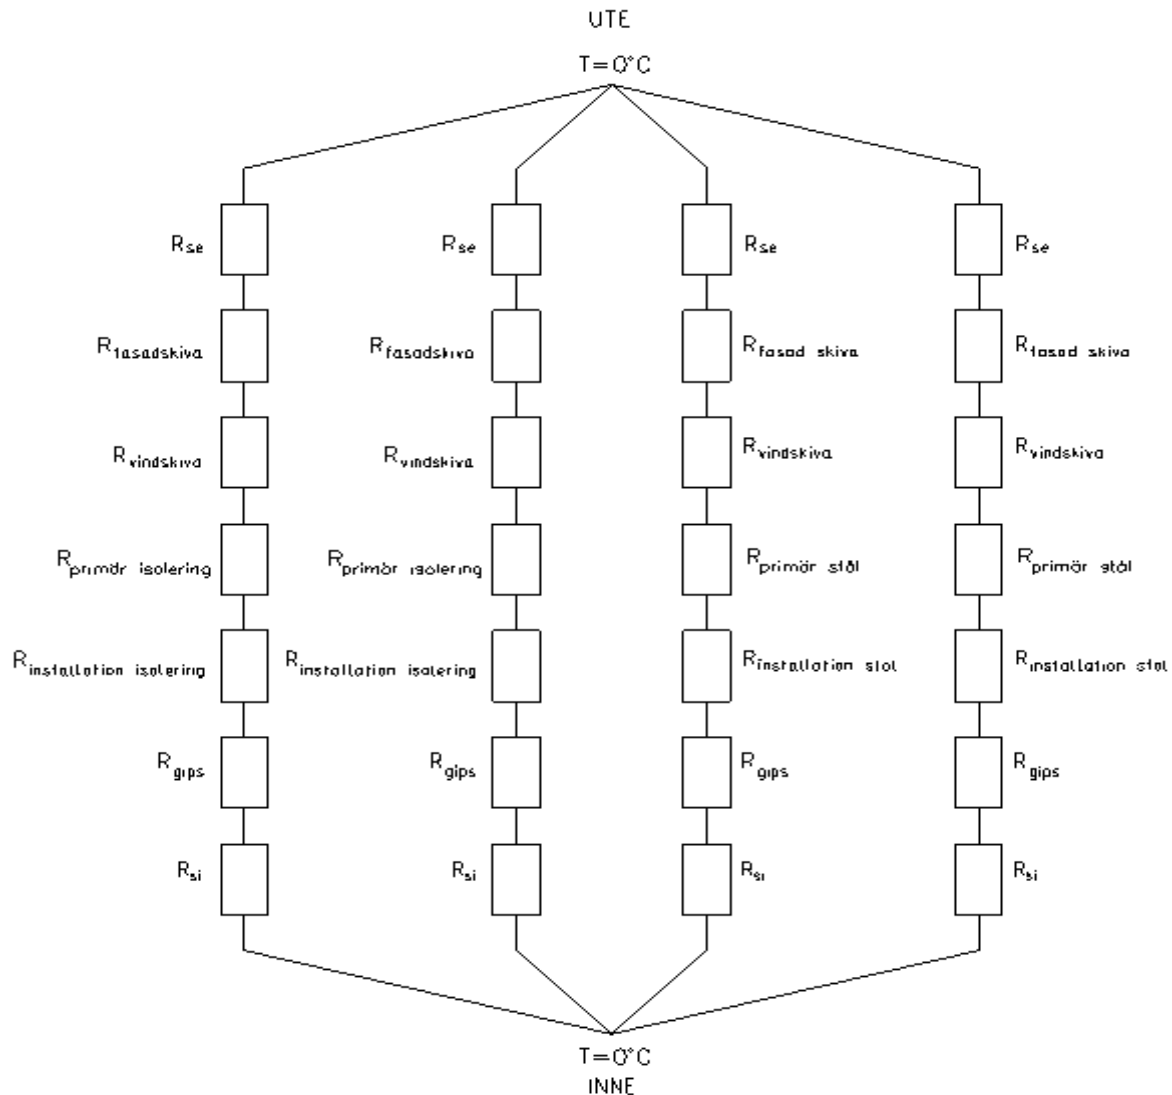 UTE
T=0°C
Rse Rse Rse Rse
Rfasadskiva Rfasadskiva Rfasad skiva Rfasad skiva
Rvindskiva Rvindskiva Rvindskiva Rvindskiva
Rprimär isolering Rprimär isolering Rprimär stål Rprimär stål
Rinstallation isolering Rinstallation isolering Rinstallation stål Rinstallation stål
Rgips Rgips Rgips Rgips
Rsi Rsi Rsi Rsi
T=0°C
INNE